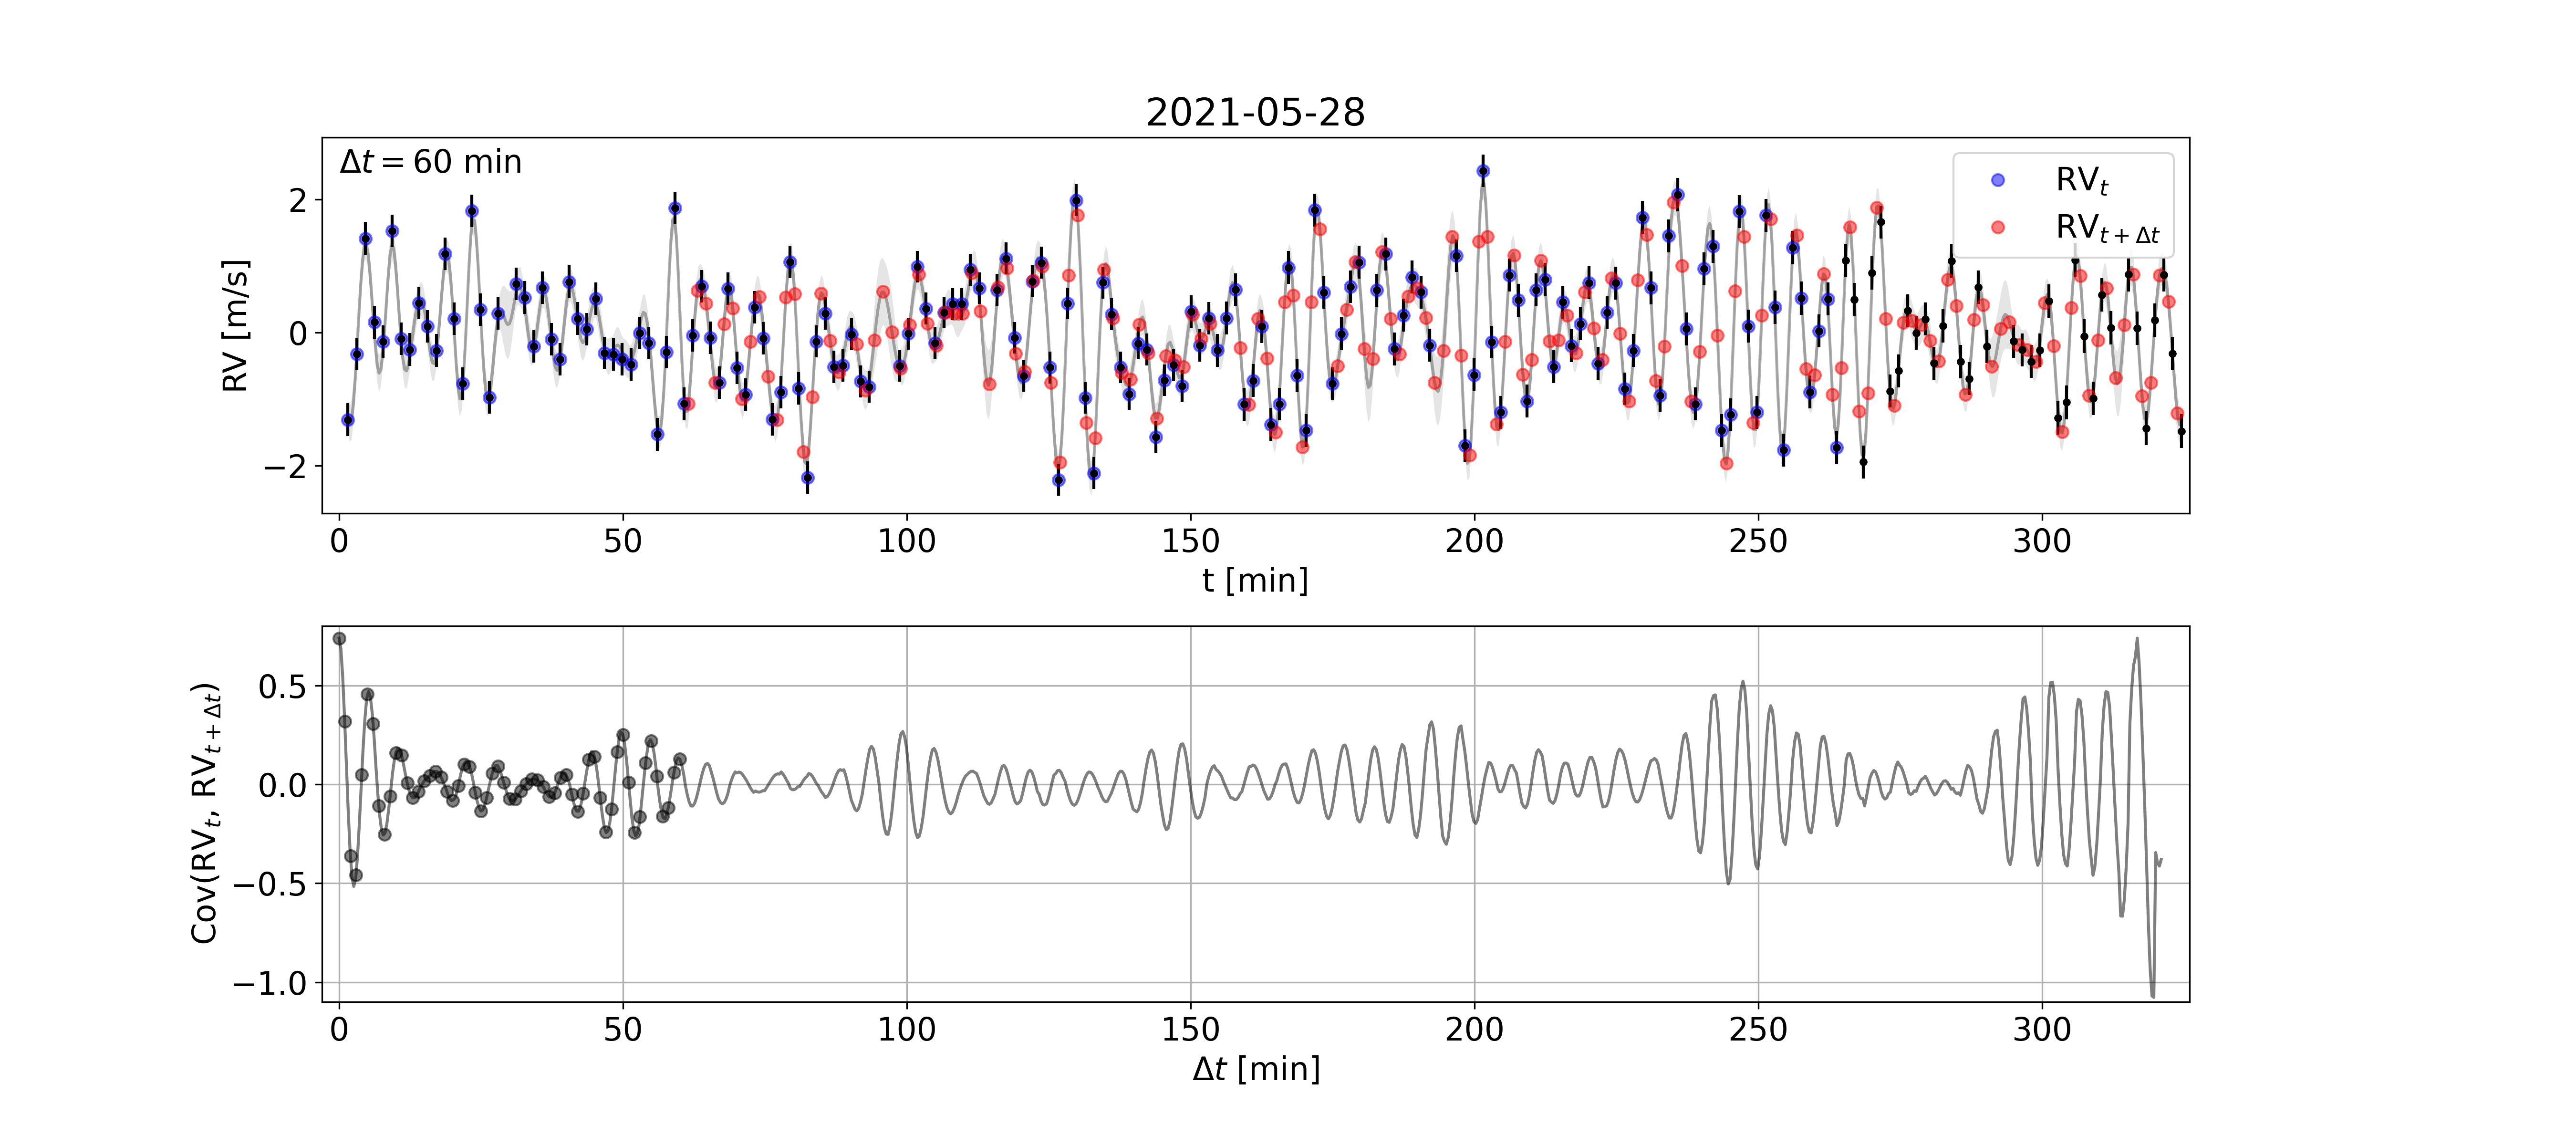 2021-05-28
Δt = 60 min
RV_t
RV_{t+Δt}
RV [m/s]
2
0
−2
0 50 100 150 200 250 300
t [min]
Cov(RV_t, RV_{t+Δt})
0.5
0.0
−0.5
−1.0
0 50 100 150 200 250 300
Δt [min]